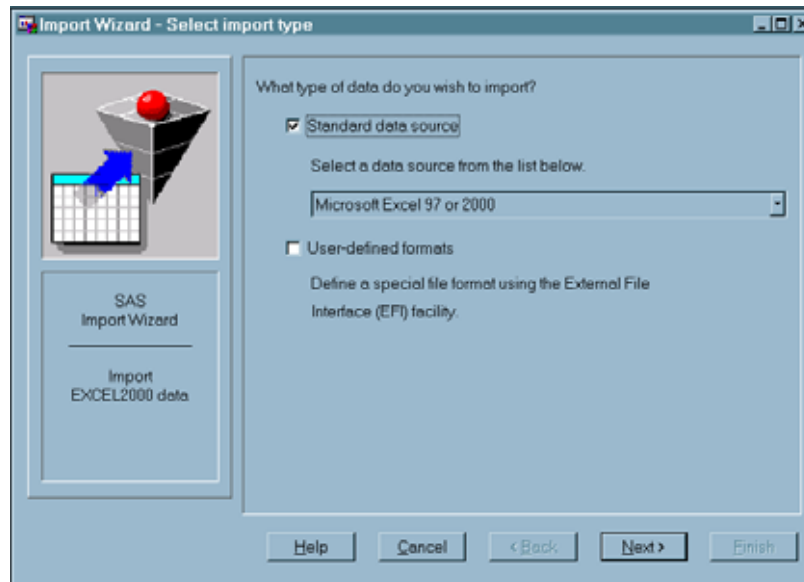 Import Wizard - Select import type
What type of data do you wish to import?
Standard data source
Select a data source from the list below.
Microsoft Excel 97 or 2000
User-defined formats
Define a special file format using the External File
Interface (EFI) facility.
SAS
Import Wizard
Import
EXCEL2000 data
Help Cancel < Back Next > Finish